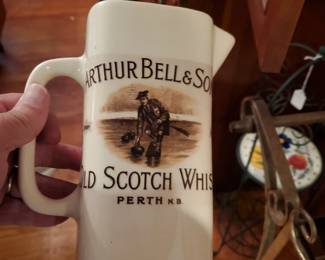 ARTHUR BELL & SO
OLD SCOTCH WHIS
PERTH N.B.